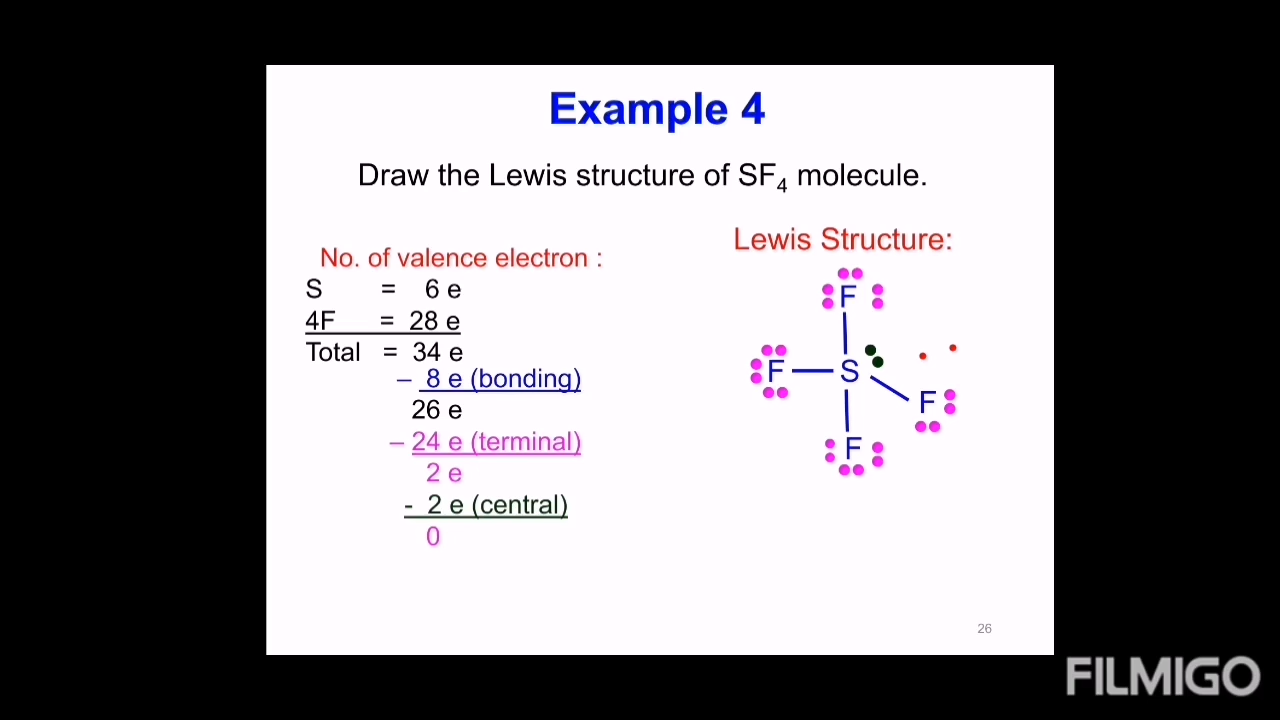 Example 4
Draw the Lewis structure of SF₄ molecule.
No. of valence electron :
S = 6 e
4F = 28 e
Total = 34 e
– 8 e (bonding)
26 e
– 24 e (terminal)
2 e
- 2 e (central)
0
Lewis Structure:
F
F S F
F
26
FILMIGO